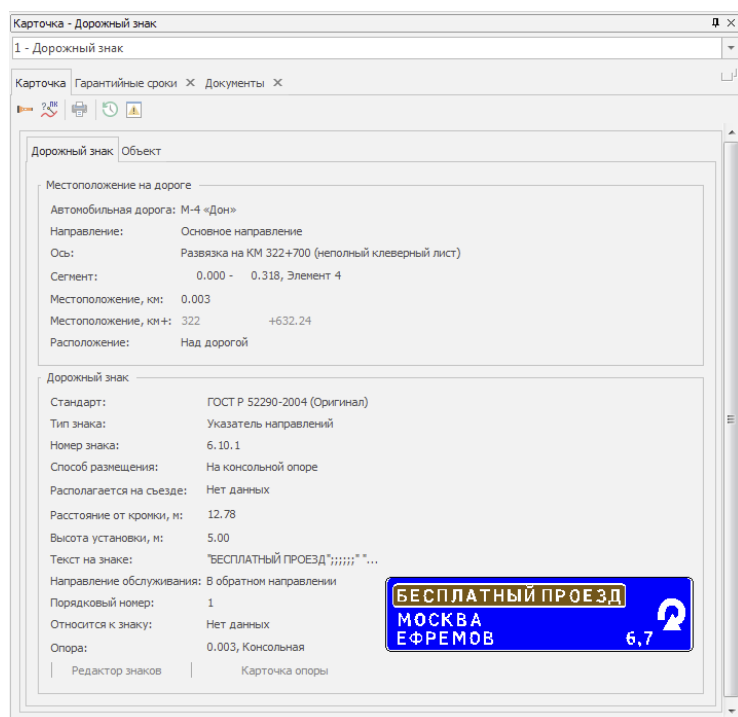 Карточка - Дорожный знак
1 - Дорожный знак
Карточка Гарантийные сроки Документы
?ПК
Дорожный знак Объект
Местоположение на дороге
Автомобильная дорога: М-4 «Дон»
Направление: Основное направление
Ось: Развязка на КМ 322+700 (неполный клеверный лист)
Сегмент: 0.000 - 0.318, Элемент 4
Местоположение, км: 0.003
Местоположение, км+: 322 +632.24
Расположение: Над дорогой
Дорожный знак
Стандарт: ГОСТ Р 52290-2004 (Оригинал)
Тип знака: Указатель направлений
Номер знака: 6.10.1
Способ размещения: На консольной опоре
Располагается на съезде: Нет данных
Расстояние от кромки, м: 12.78
Высота установки, м: 5.00
Текст на знаке: "БЕСПЛАТНЫЙ ПРОЕЗД";;;;;;" "...
Направление обслуживания: В обратном направлении
Порядковый номер: 1
Относится к знаку: Нет данных
Опора: 0.003, Консольная
Редактор знаков Карточка опоры
БЕСПЛАТНЫЙ ПРОЕЗД
МОСКВА
ЕФРЕМОВ 6,7